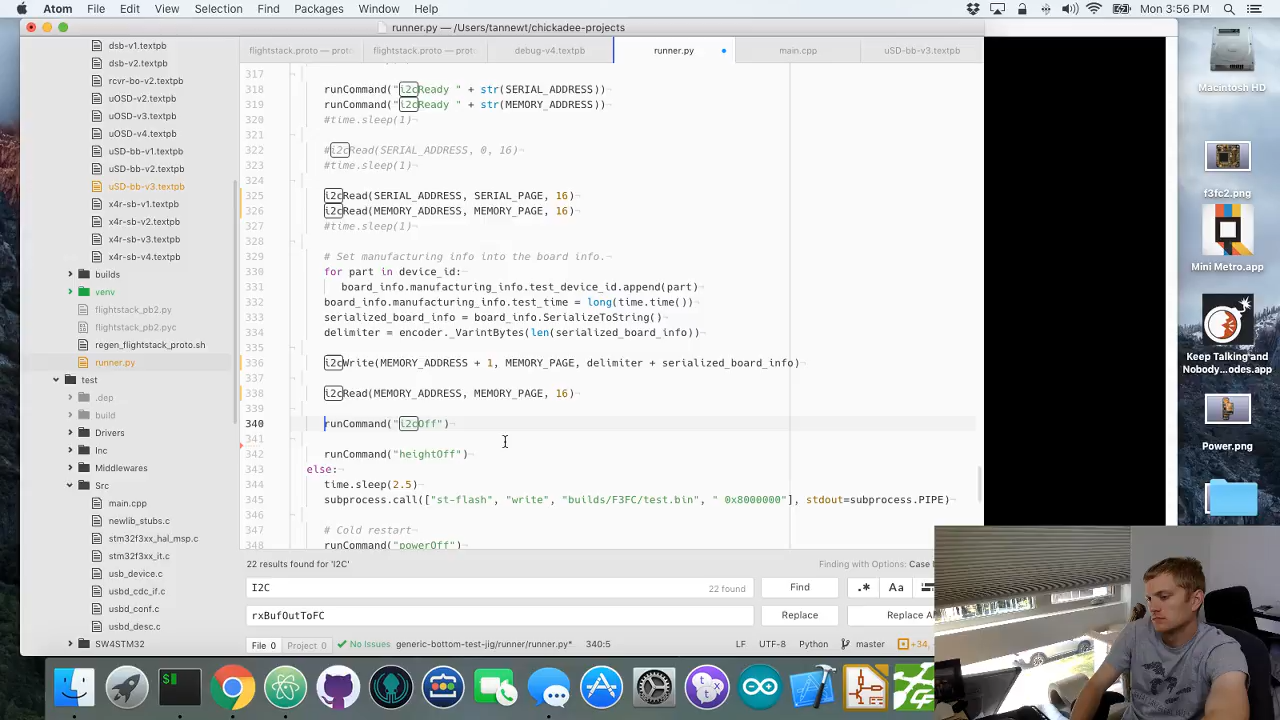 Atom File Edit View Selection Find Packages Window Help Mon 3:56 PM
runner.py — /Users/tannewt/chickadee-projects
flightstack.proto — prot
flightstack.proto — prot
debug-v4.textpb
runner.py
main.cpp
uSD-bb-v3.textpb
dsb-v1.textpb
dsb-v2.textpb
rcvr-bo-v2.textpb
uOSD-v2.textpb
uOSD-v3.textpb
uOSD-v4.textpb
uSD-bb-v1.textpb
uSD-bb-v2.textpb
uSD-bb-v3.textpb
x4r-sb-v1.textpb
x4r-sb-v2.textpb
x4r-sb-v3.textpb
x4r-sb-v4.textpb
builds
venv
flightstack_pb2.py
flightstack_pb2.pyc
regen_flightstack_proto.sh
runner.py
test
.dep
build
Drivers
Inc
Middlewares
Src
main.cpp
newlib_stubs.c
stm32f3xx_hal_msp.c
stm32f3xx_it.c
usb_device.c
usbd_cdc_if.c
usbd_conf.c
usbd_desc.c
SW4STM32
317
318 runCommand("i2cReady " + str(SERIAL_ADDRESS))
319 runCommand("i2cReady " + str(MEMORY_ADDRESS))
320 #time.sleep(1)
321
322 #i2cRead(SERIAL_ADDRESS, 0, 16)
323 #time.sleep(1)
324
325 i2cRead(SERIAL_ADDRESS, SERIAL_PAGE, 16)
326 i2cRead(MEMORY_ADDRESS, MEMORY_PAGE, 16)
327 #time.sleep(1)
328
329 # Set manufacturing info into the board info.
330 for part in device_id:
331 board_info.manufacturing_info.test_device_id.append(part)
332 board_info.manufacturing_info.test_time = long(time.time())
333 serialized_board_info = board_info.SerializeToString()
334 delimiter = encoder._VarintBytes(len(serialized_board_info))
335
336 i2cWrite(MEMORY_ADDRESS + 1, MEMORY_PAGE, delimiter + serialized_board_info)
337
338 i2cRead(MEMORY_ADDRESS, MEMORY_PAGE, 16)
339
340 runCommand("i2cOff")
341
342 runCommand("heightOff")
343 else:
344 time.sleep(2.5)
345 subprocess.call(["st-flash", "write", "builds/F3FC/test.bin", " 0x8000000"], stdout=subprocess.PIPE)
346
347 # Cold restart
348 runCommand("powerOff")
22 results found for 'I2C'
Finding with Options: Case
I2C
22 found
Find
.*
Aa
rxBufOutToFC
Replace
Replace Al
File 0
Project 0
No Issues
generic-bottom-test-jig/runner/runner.py*
340:5
LF
UTF-8
Python
master
+34,
Macintosh HD
f3fc2.png
Mini Metro.app
Keep Talking and
Nobody...odes.app
Power.png